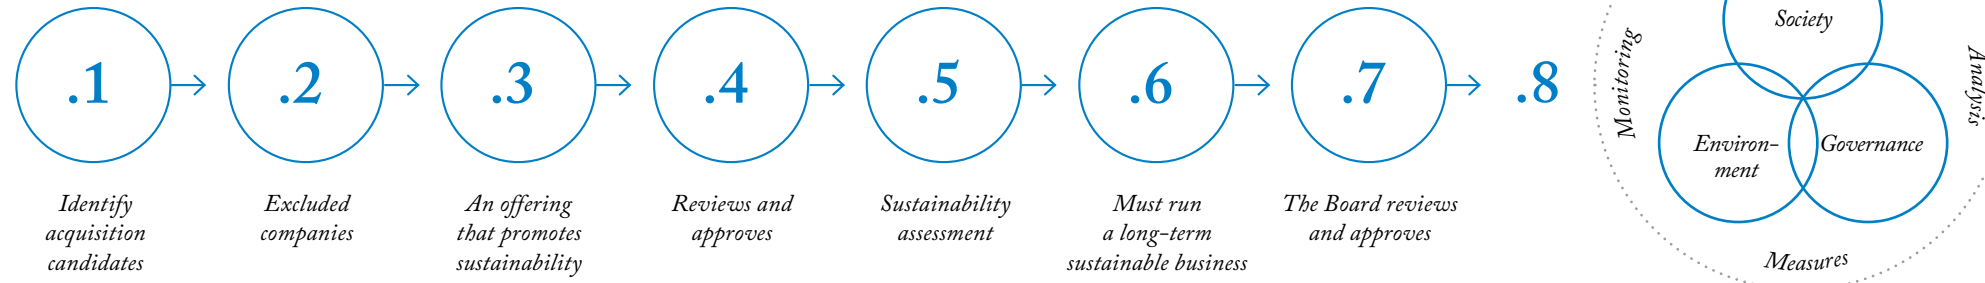 .1
Identify
acquisition
candidates
.2
Excluded
companies
.3
An offering
that promotes
sustainability
.4
Reviews and
approves
.5
Sustainability
assessment
.6
Must run
a long-term
sustainable business
.7
The Board reviews
and approves
.8
Monitoring
Society
Analysis
Environ-
ment
Governance
Measures